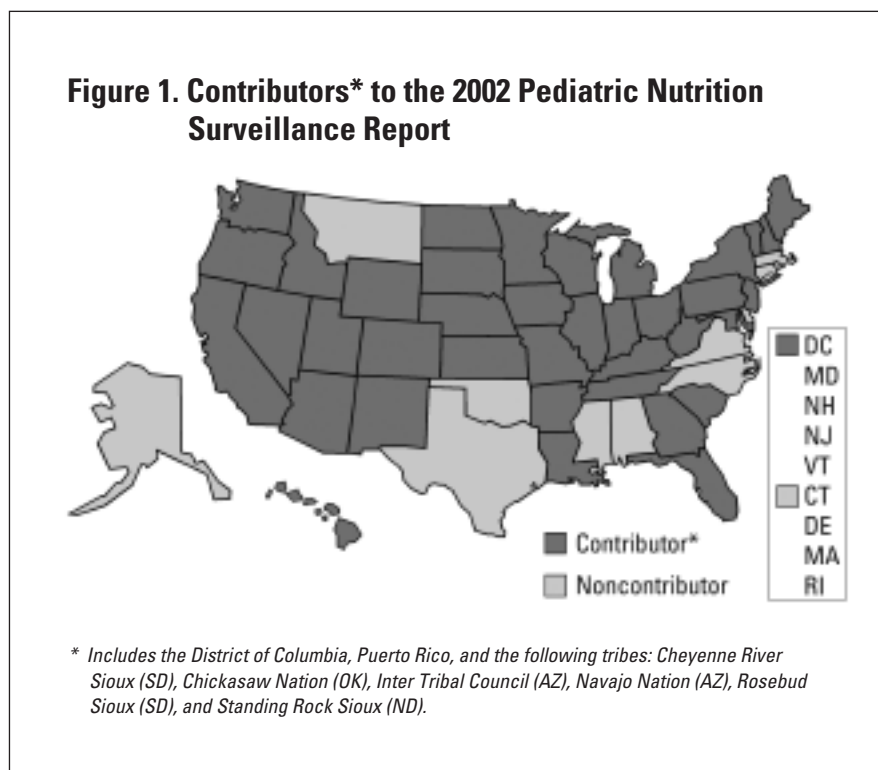 Figure 1. Contributors* to the 2002 Pediatric Nutrition
Surveillance Report
DC
MD
NH
NJ
VT
CT
DE
MA
RI
Contributor*
Noncontributor
* Includes the District of Columbia, Puerto Rico, and the following tribes: Cheyenne River
Sioux (SD), Chickasaw Nation (OK), Inter Tribal Council (AZ), Navajo Nation (AZ), Rosebud
Sioux (SD), and Standing Rock Sioux (ND).